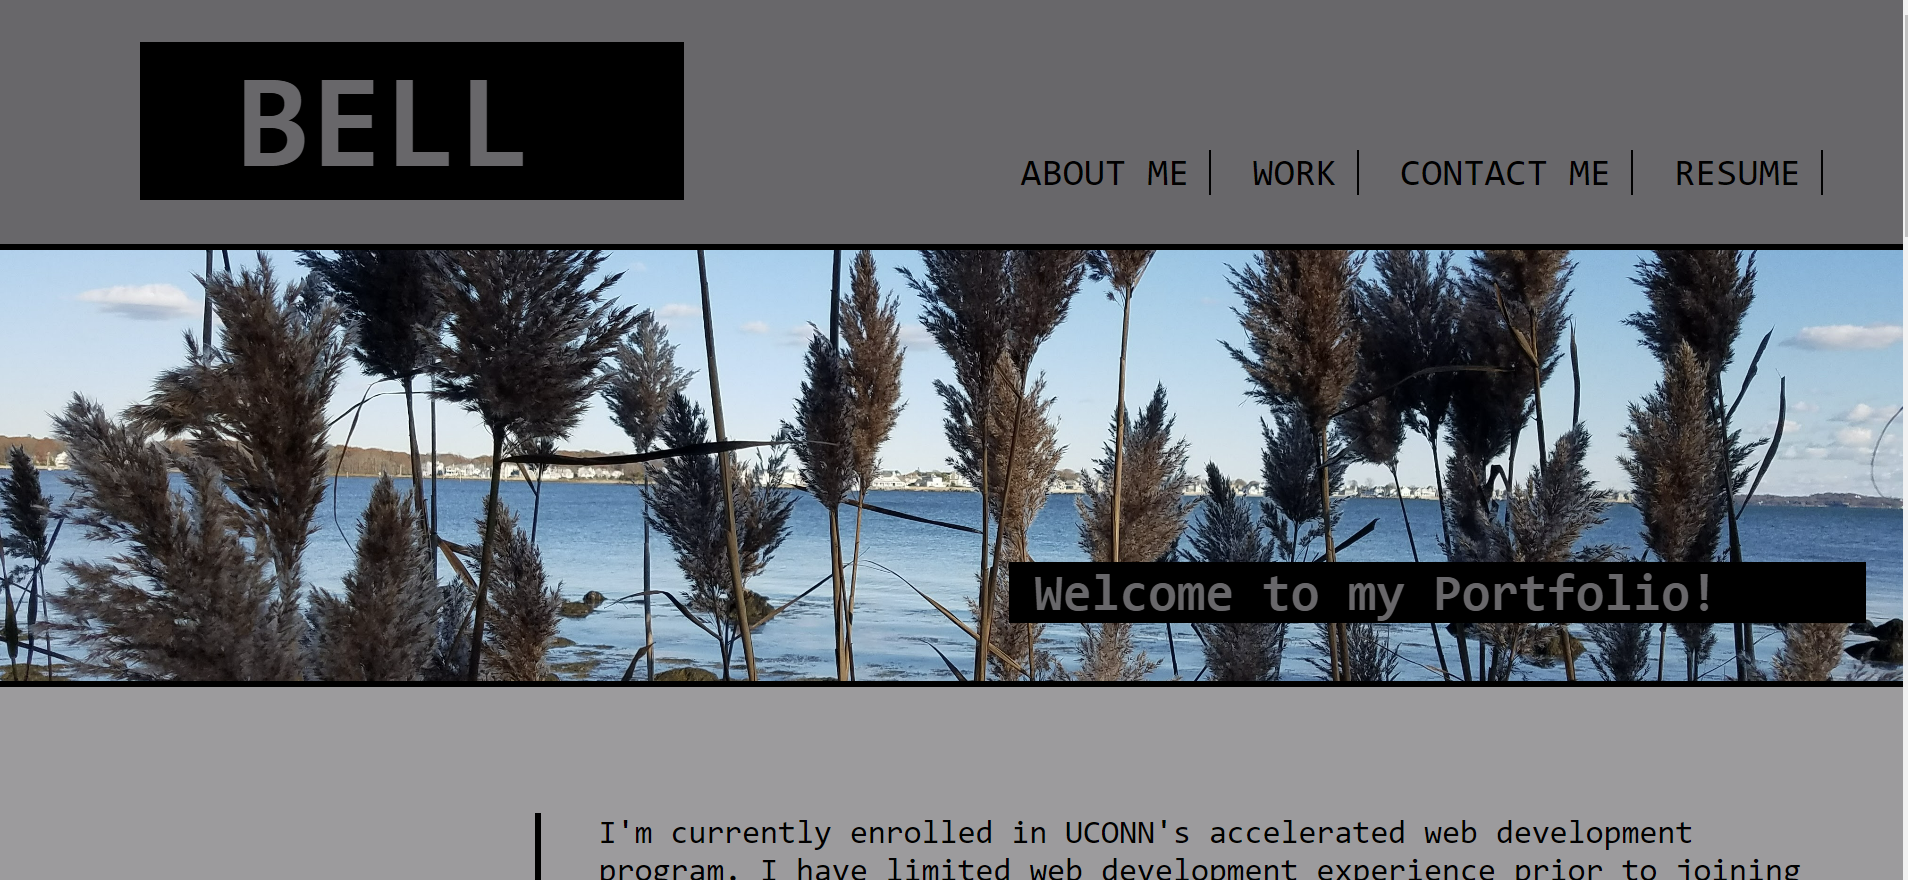 BELL
ABOUT ME
WORK
CONTACT ME
RESUME
Welcome to my Portfolio!
I'm currently enrolled in UCONN's accelerated web development
program. I have limited web development experience prior to joining